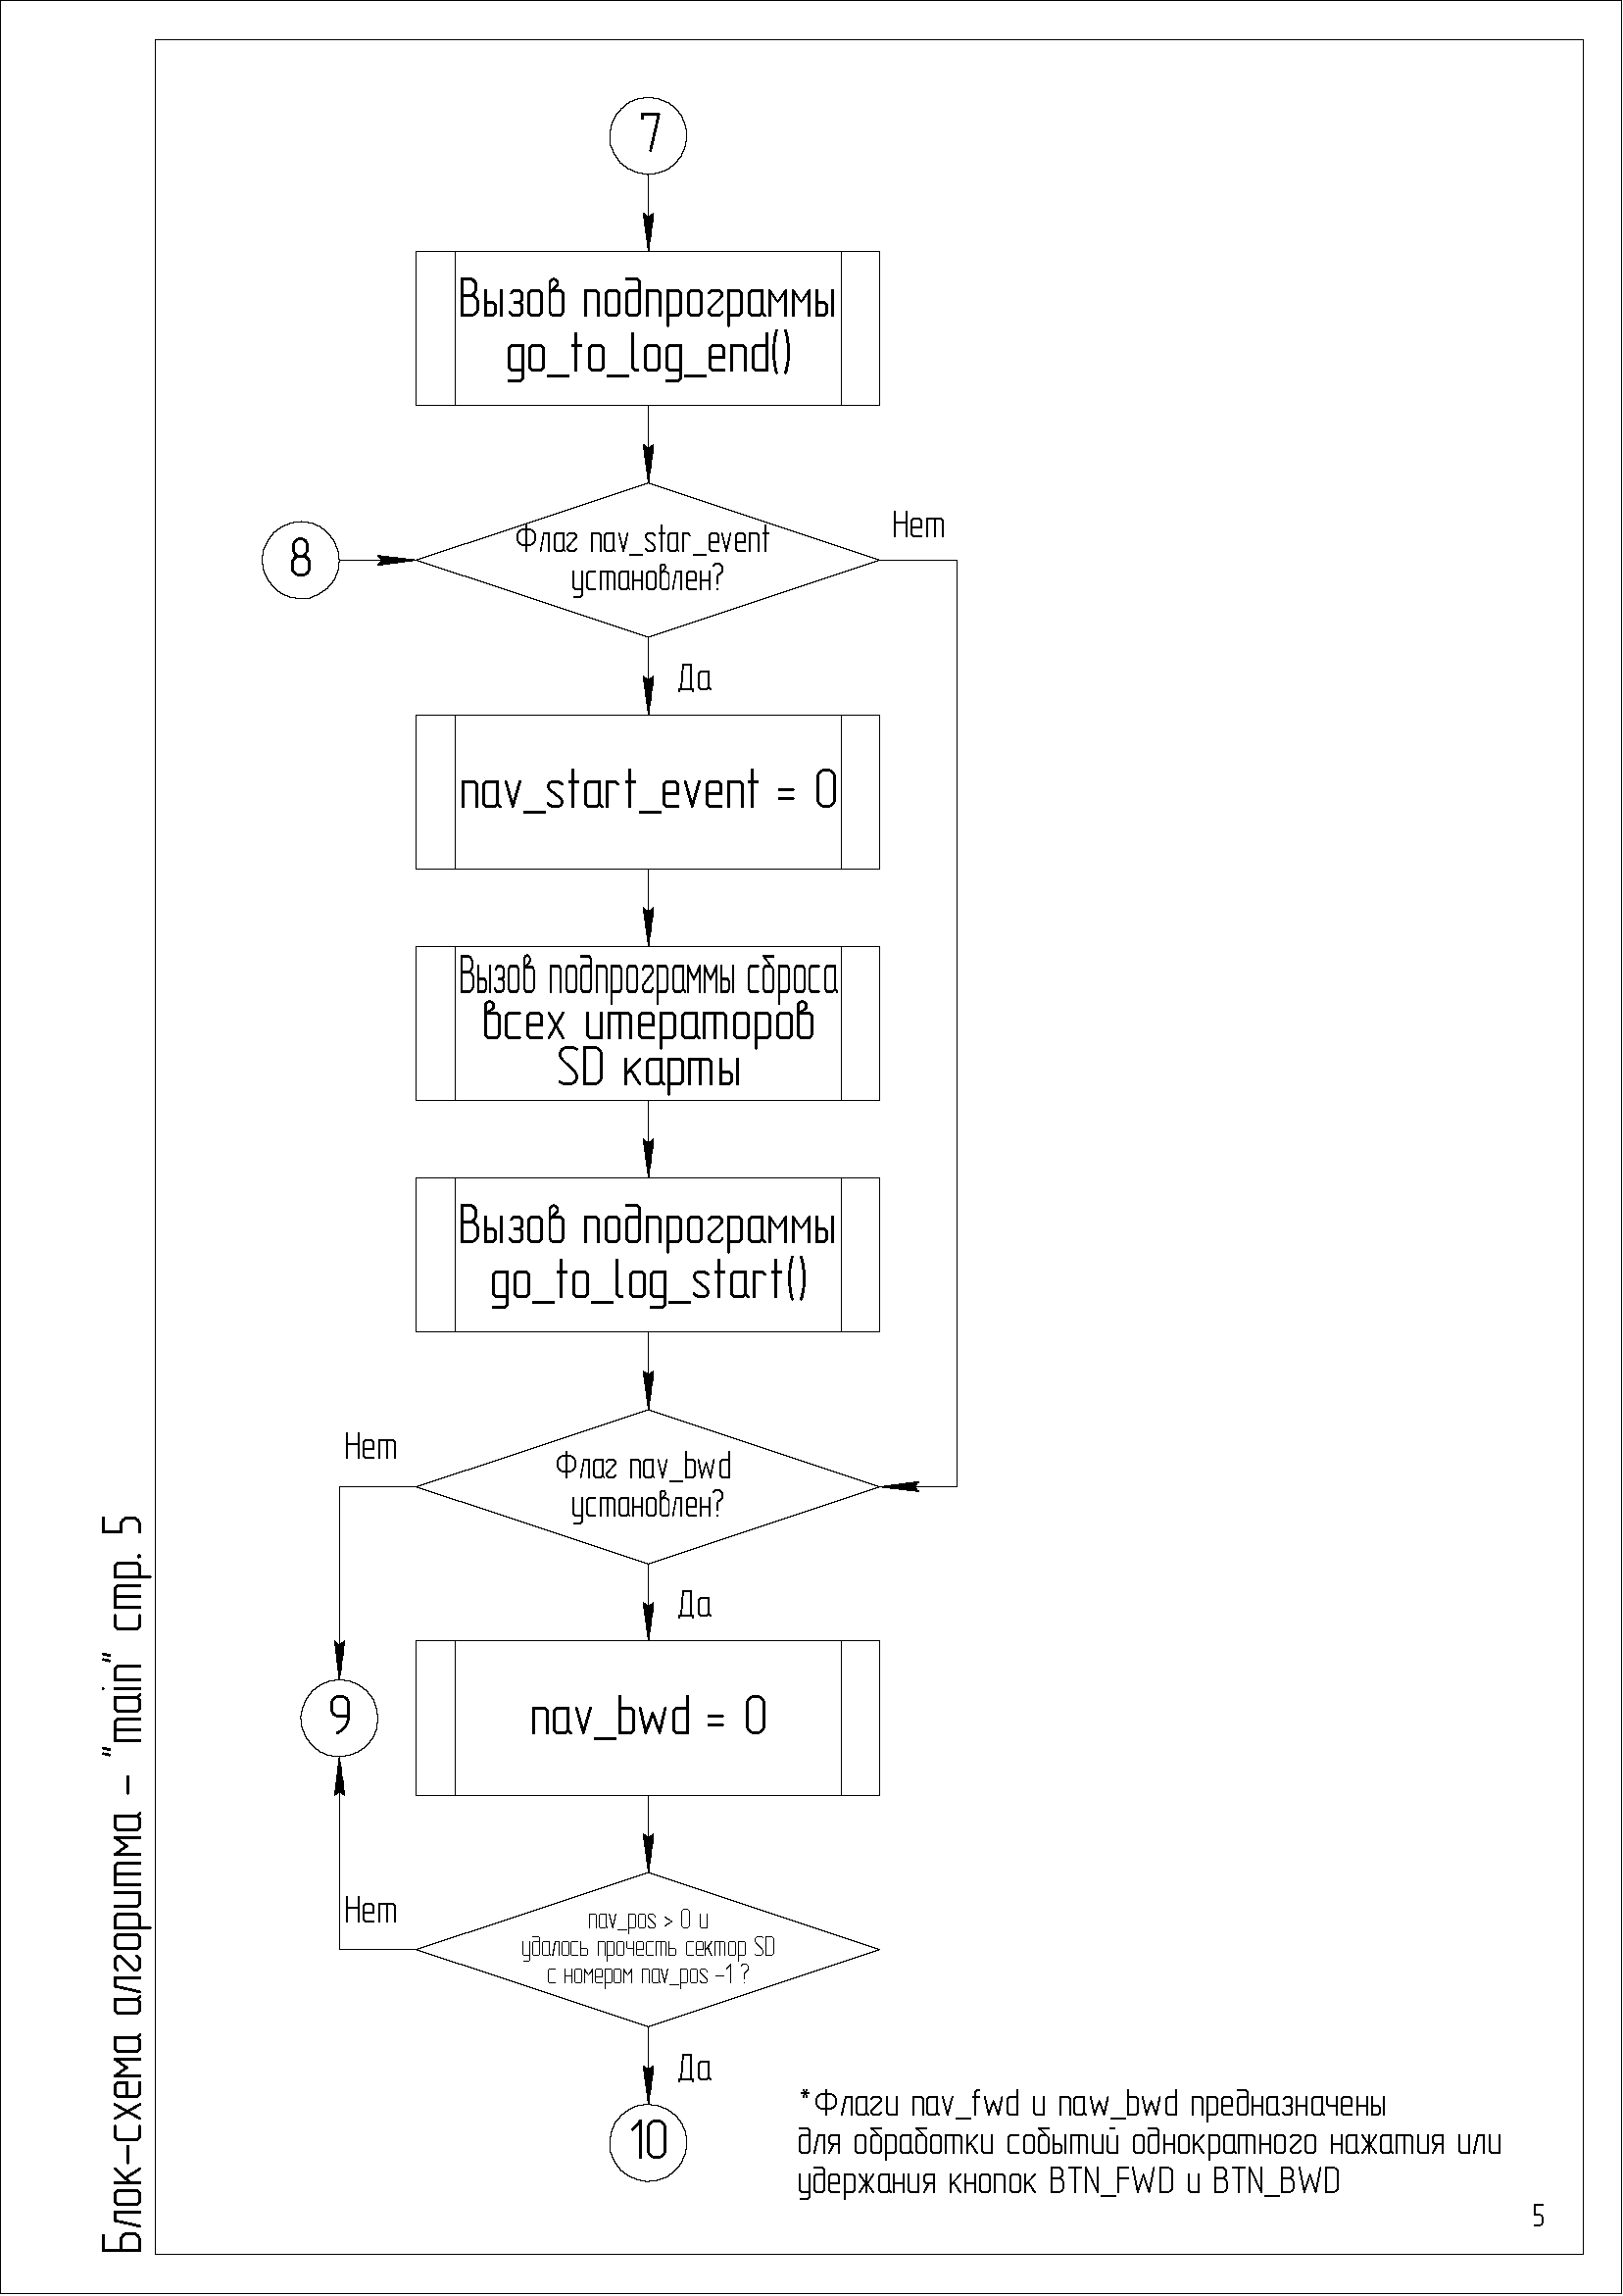 7
Вызов подпрограммы
go_to_log_end()
8
Флаг nav_star_event
установлен?
Нет
Да
nav_start_event = 0
Вызов подпрограммы сброса
всех итераторов
SD карты
Вызов подпрограммы
go_to_log_start()
Нет
Флаг nav_bwd
установлен?
Да
9
nav_bwd = 0
Нет
nav_pos > 0 и
удалось прочесть сектор SD
с номером nav_pos -1 ?
Да
10
*Флаги nav_fwd и naw_bwd предназначены
для обработки событий однократного нажатия или
удержания кнопок BTN_FWD и BTN_BWD
5
Блок-схема алгоритма - "main" стр. 5